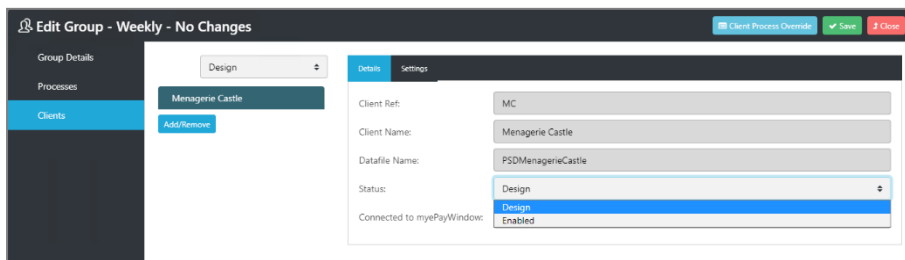 Edit Group - Weekly - No Changes
Client Process Override
Save
Close
Group Details
Processes
Clients
Design
Menagerie Castle
Add/Remove
Details
Settings
Client Ref:
MC
Client Name:
Menagerie Castle
Datafile Name:
PSDMenagerieCastle
Status:
Design
Design
Enabled
Connected to myePayWindow: